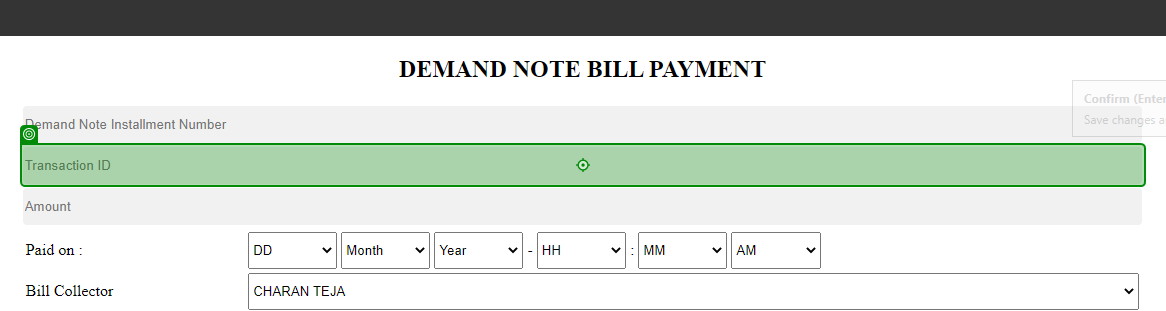 DEMAND NOTE BILL PAYMENT
Confirm (Enter
Save changes a
Demand Note Installment Number
Transaction ID
Amount
Paid on : DD Month Year - HH : MM AM
Bill Collector CHARAN TEJA